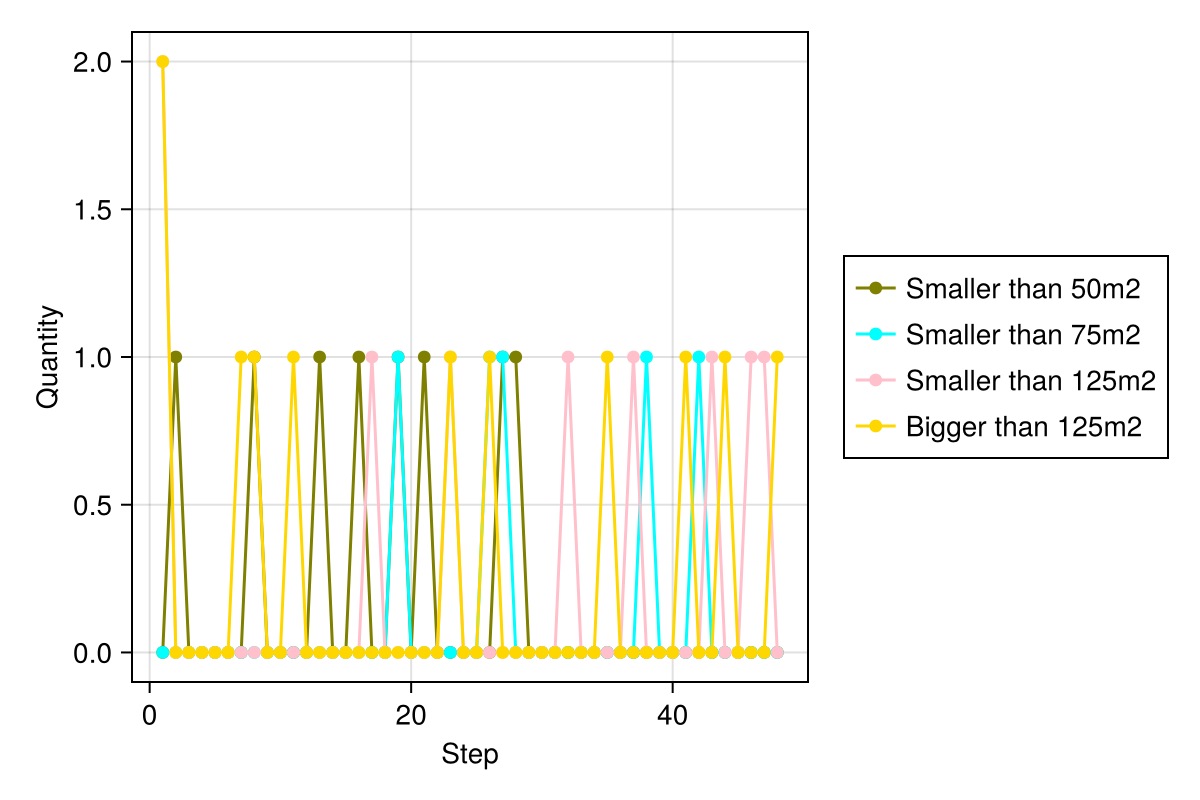 2.0
1.5
1.0
0.5
0.0
Quantity
0
20
40
Step
Smaller than 50m2
Smaller than 75m2
Smaller than 125m2
Bigger than 125m2